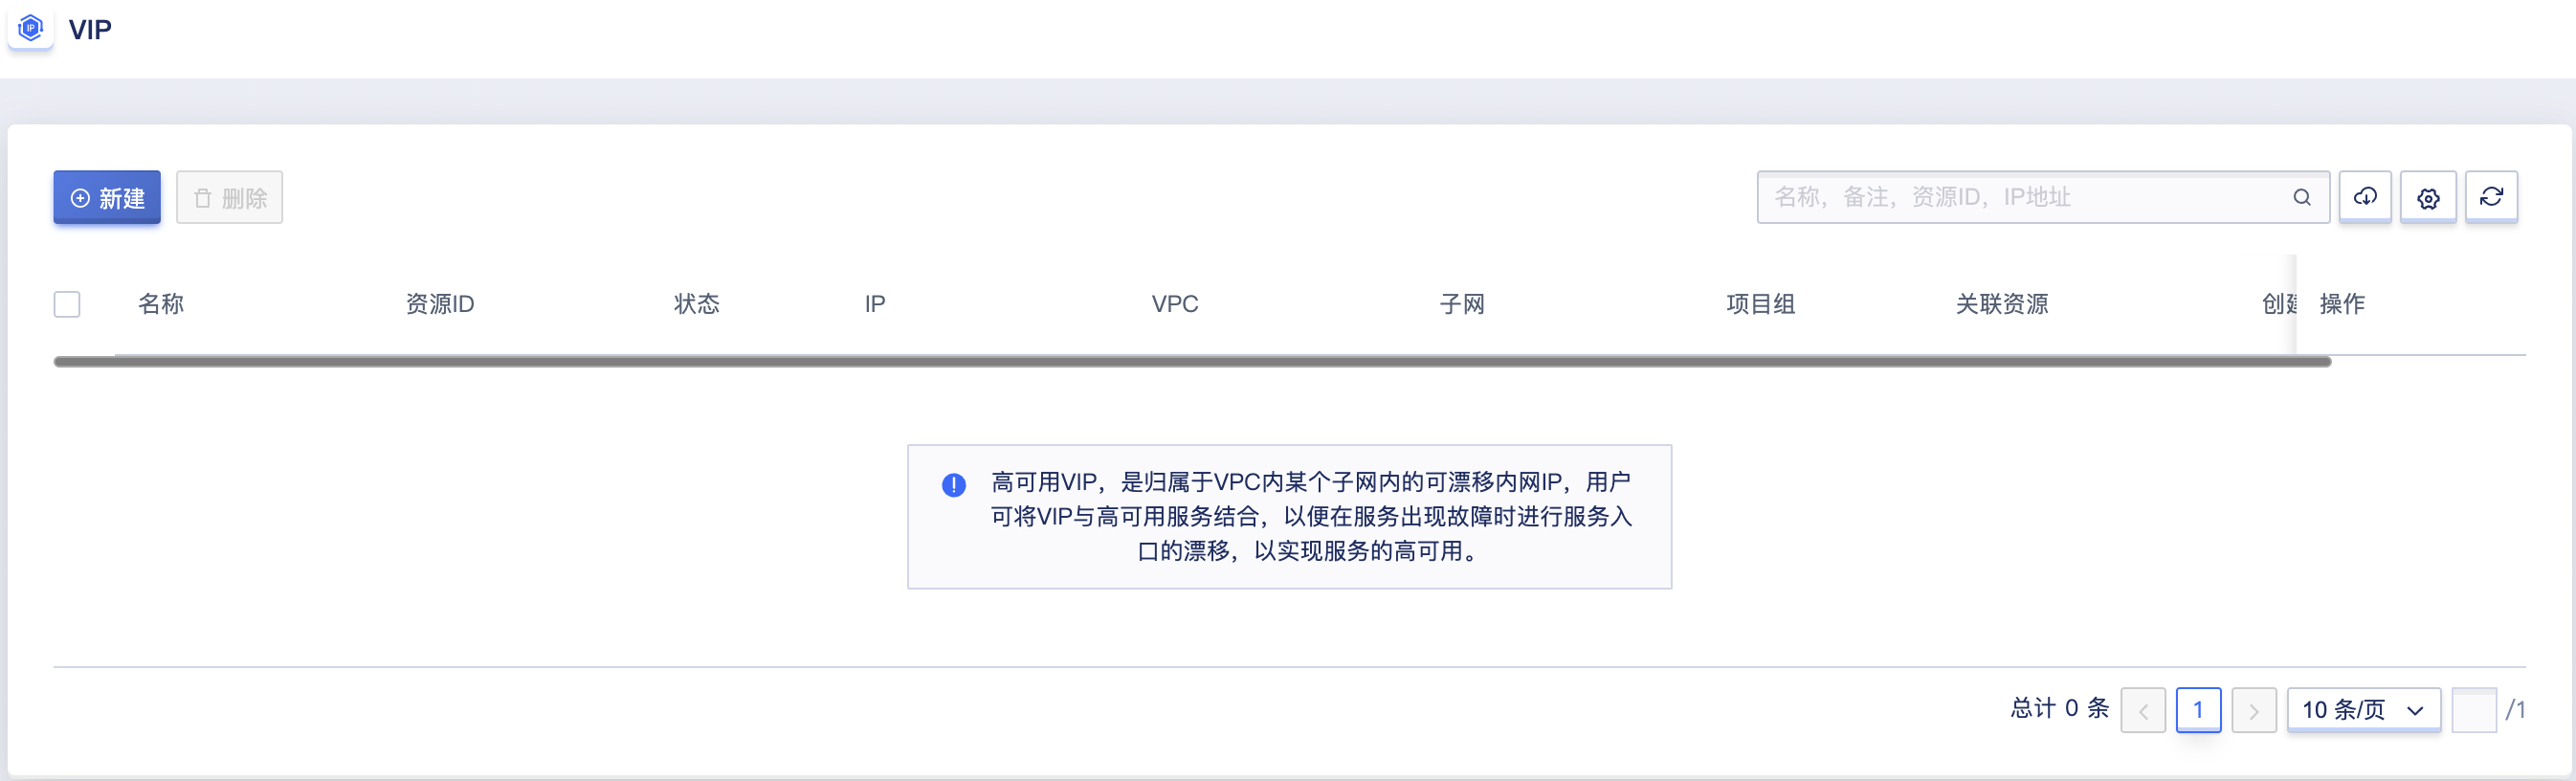 IP
VIP
新建
删除
名称，备注，资源ID，IP地址
名称 资源ID 状态 IP VPC 子网 项目组 关联资源 创建 操作
高可用VIP，是归属于VPC内某个子网内的可漂移内网IP，用户
可将VIP与高可用服务结合，以便在服务出现故障时进行服务入
口的漂移，以实现服务的高可用。
总计 0 条 1 10 条/页 /1